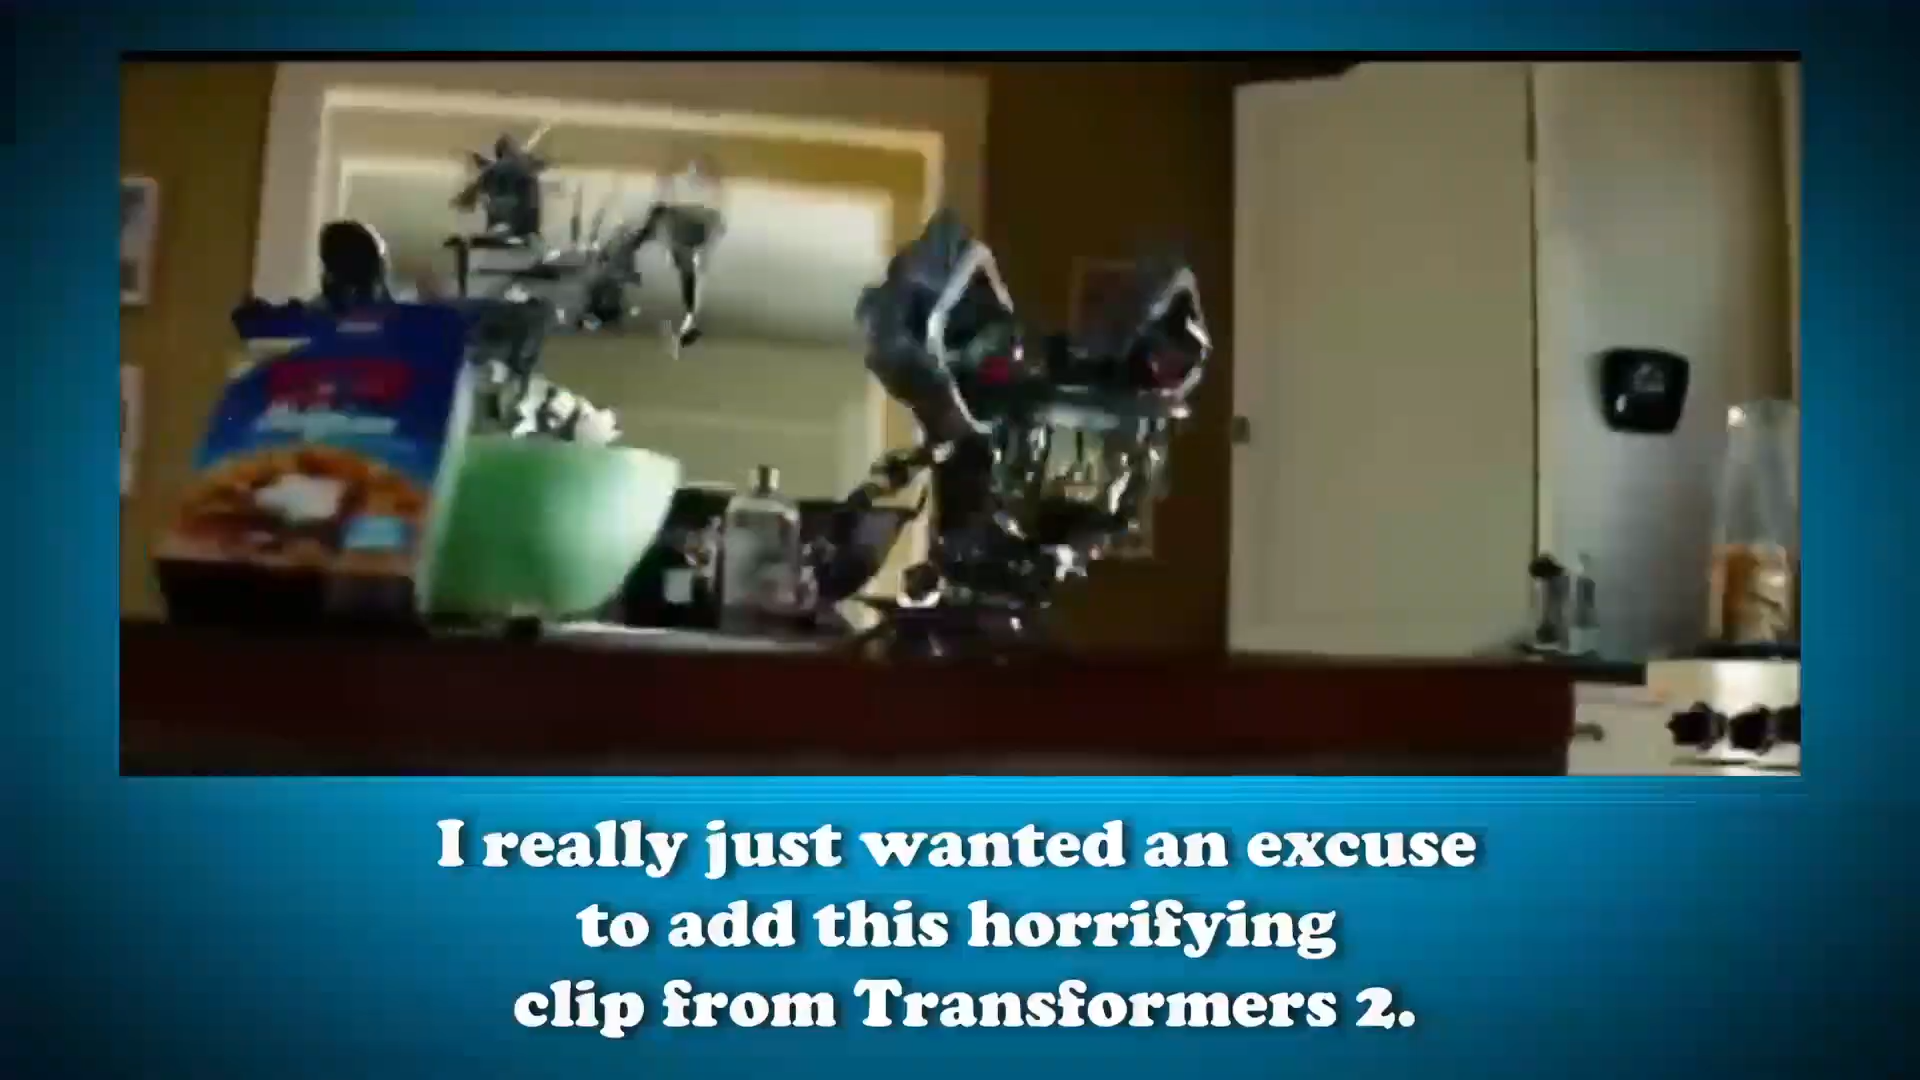 I really just wanted an excuse
to add this horrifying
clip from Transformers 2.